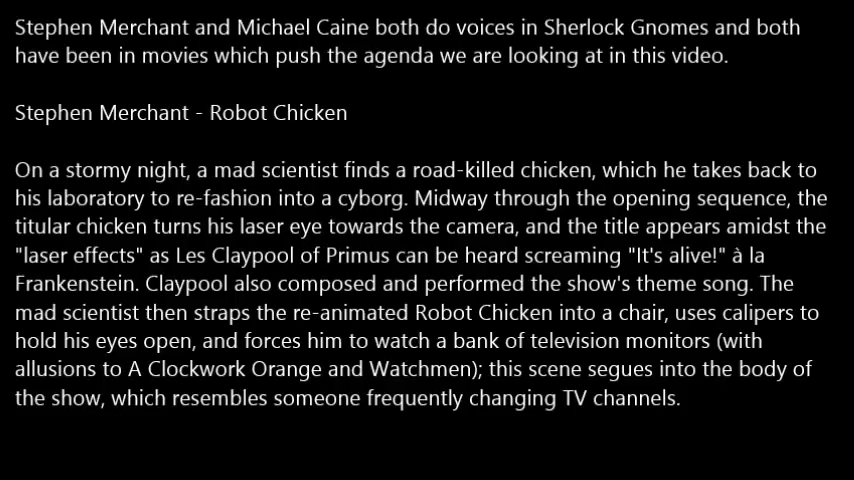 Stephen Merchant and Michael Caine both do voices in Sherlock Gnomes and both
have been in movies which push the agenda we are looking at in this video.
Stephen Merchant - Robot Chicken
On a stormy night, a mad scientist finds a road-killed chicken, which he takes back to
his laboratory to re-fashion into a cyborg. Midway through the opening sequence, the
titular chicken turns his laser eye towards the camera, and the title appears amidst the
"laser effects" as Les Claypool of Primus can be heard screaming "It's alive!" à la
Frankenstein. Claypool also composed and performed the show's theme song. The
mad scientist then straps the re-animated Robot Chicken into a chair, uses calipers to
hold his eyes open, and forces him to watch a bank of television monitors (with
allusions to A Clockwork Orange and Watchmen); this scene segues into the body of
the show, which resembles someone frequently changing TV channels.